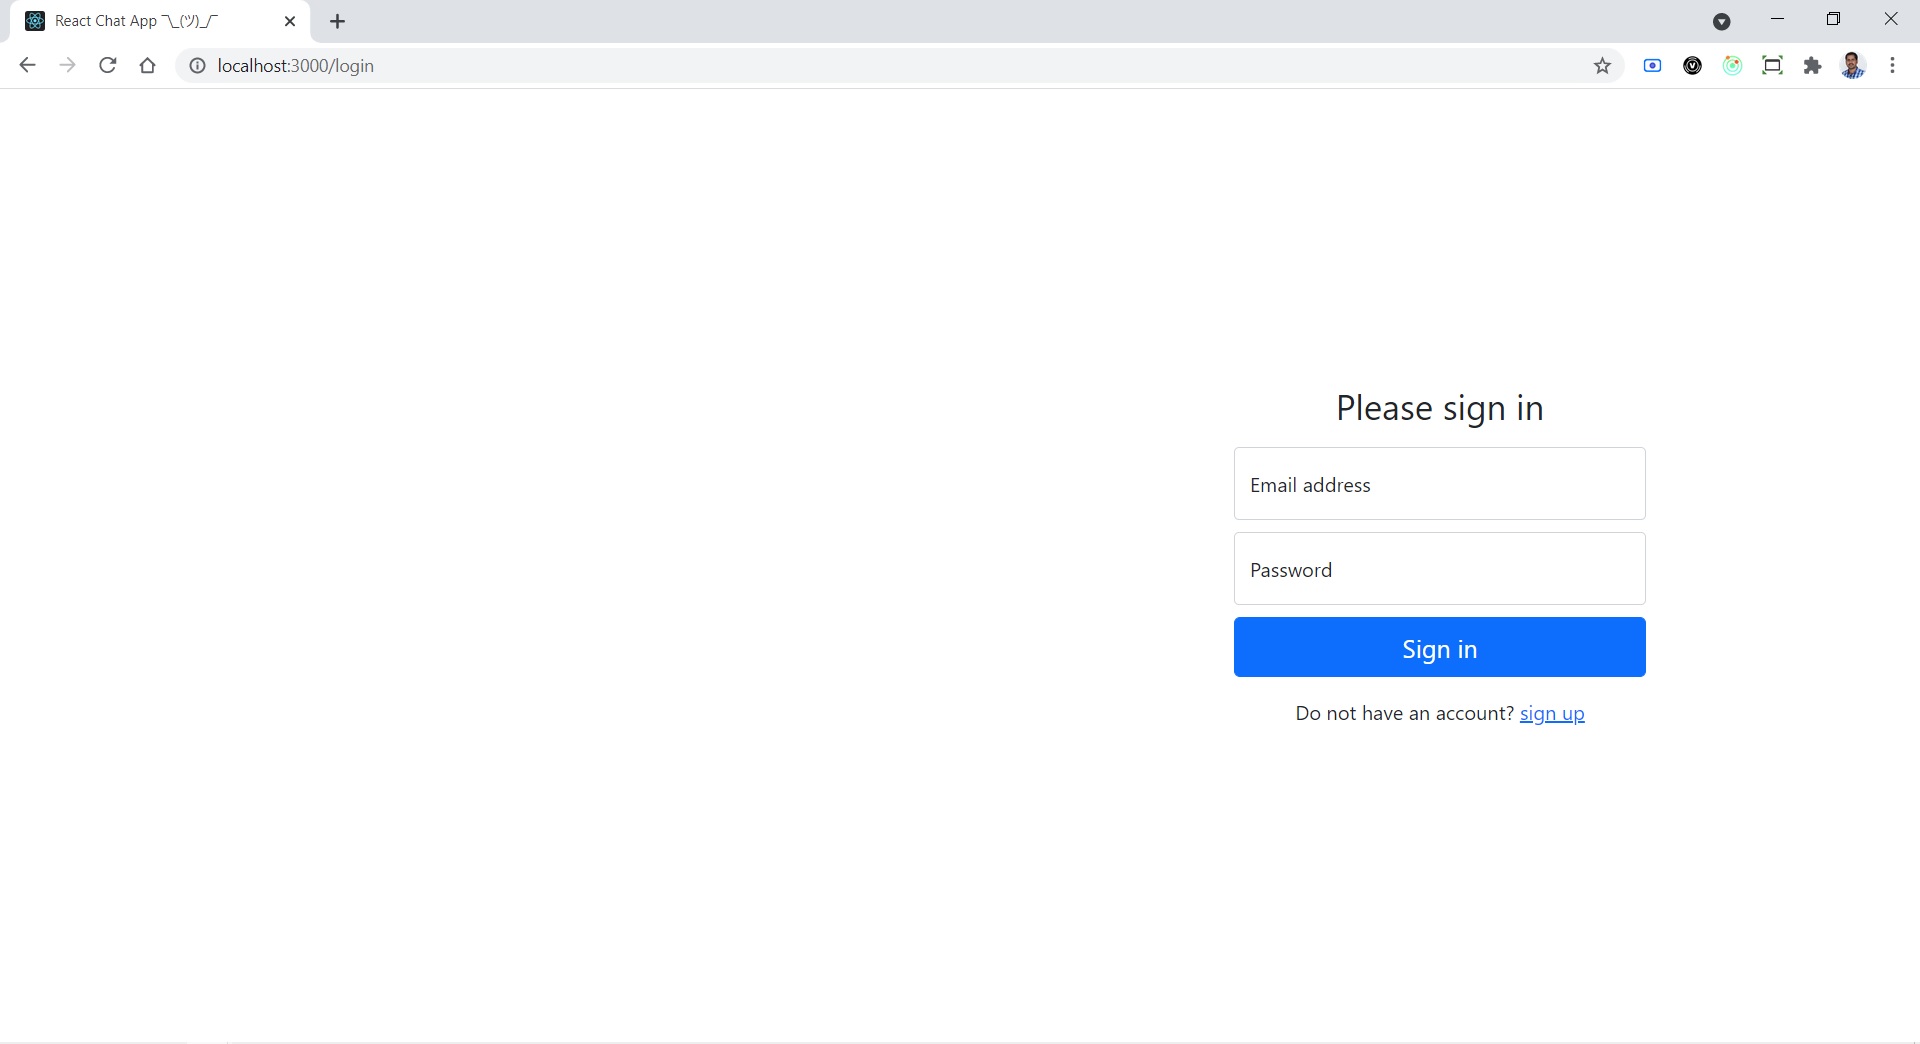 React Chat App ¯\_(ツ)_/¯
localhost:3000/login
Please sign in
Email address
Password
Sign in
Do not have an account? sign up